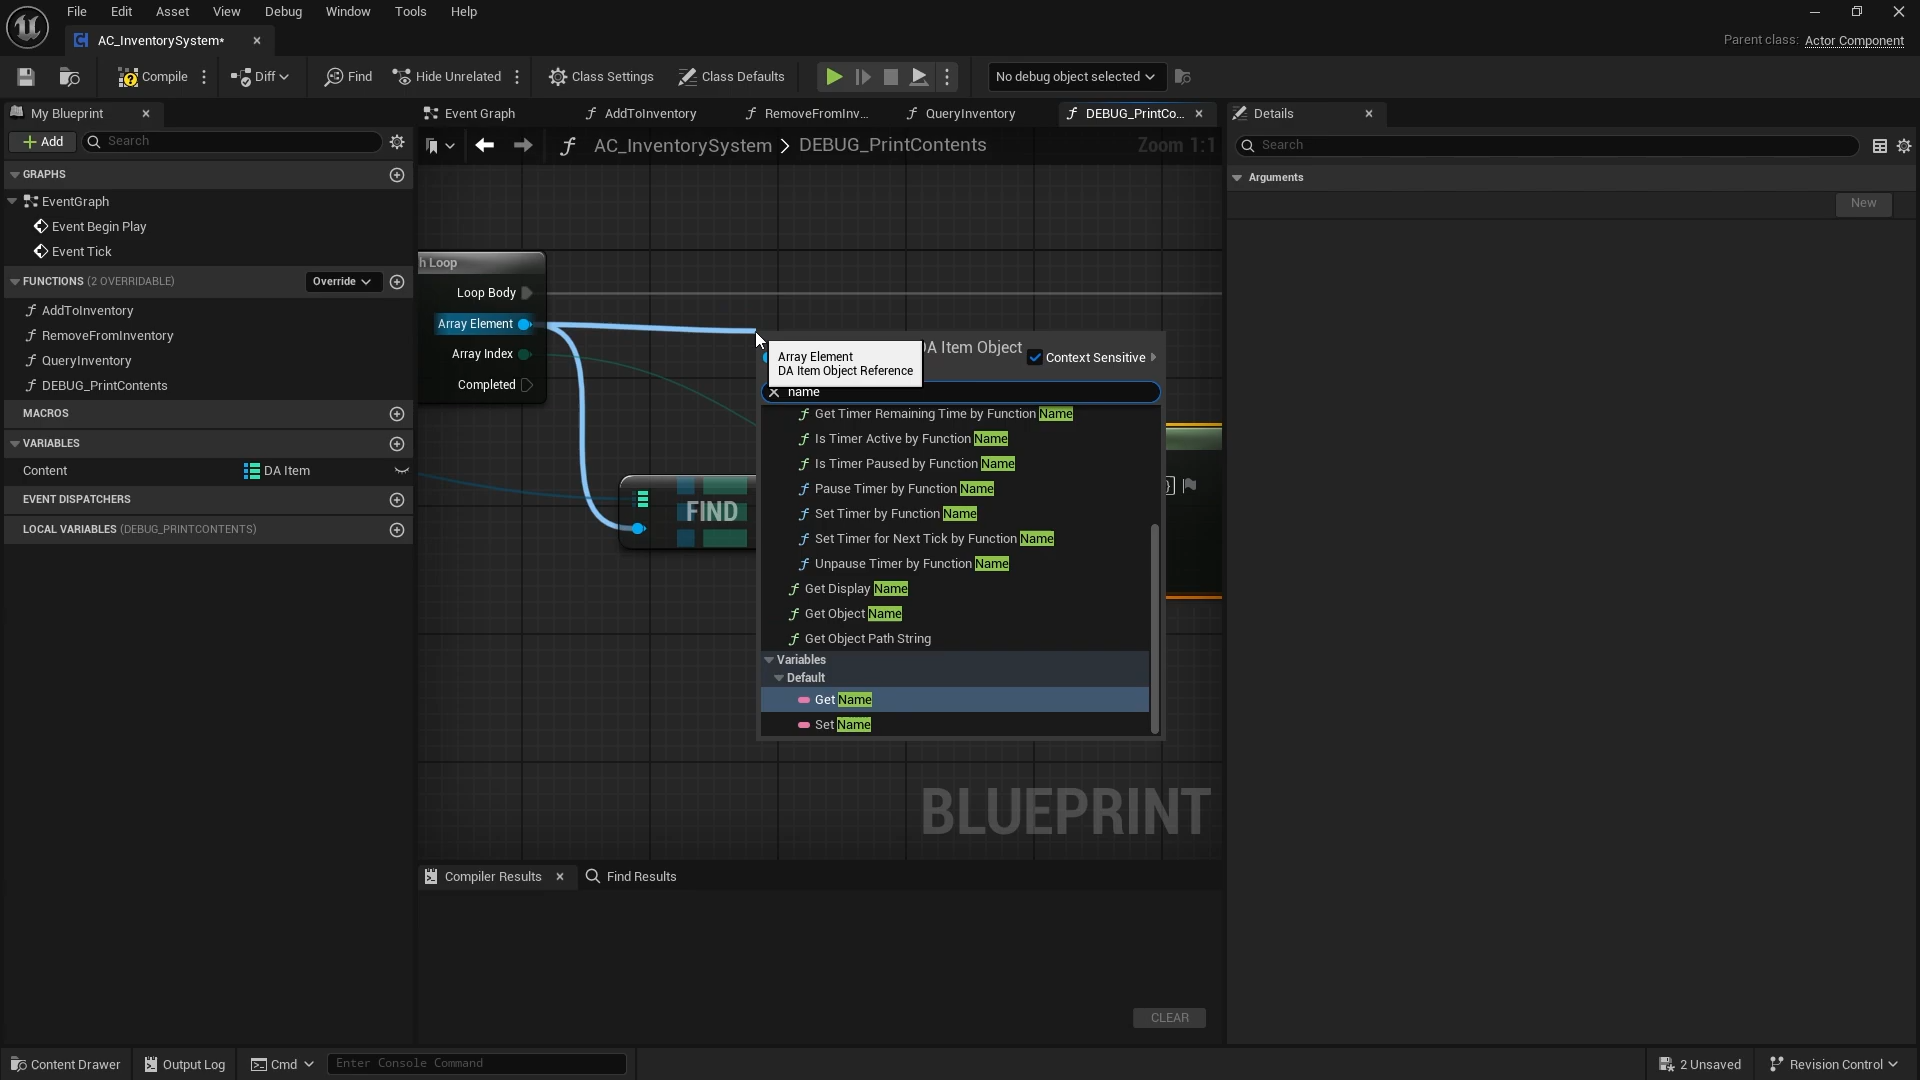 File Edit Asset View Debug Window Tools Help
AC_InventorySystem*
Parent class: Actor Component
Compile Diff Find Hide Unrelated Class Settings Class Defaults No debug object selected
My Blueprint
Event Graph AddToInventory RemoveFromInv... QueryInventory DEBUG_PrintCo...
Details
Add Search
AC_InventorySystem > DEBUG_PrintContents Zoom 1:1
Search
GRAPHS
Arguments
EventGraph
New
Event Begin Play
Event Tick
h Loop
FUNCTIONS (2 OVERRIDABLE) Override
Loop Body
AddToInventory
Array Element
RemoveFromInventory
Array Index
QueryInventory
Completed
DEBUG_PrintContents
DA Item Object Context Sensitive
Array Element
DA Item Object Reference
name
MACROS
VARIABLES
Content DA Item
EVENT DISPATCHERS
LOCAL VARIABLES (DEBUG_PRINTCONTENTS)
FIND
Get Timer Remaining Time by Function Name
Is Timer Active by Function Name
Is Timer Paused by Function Name
Pause Timer by Function Name
Set Timer by Function Name
Set Timer for Next Tick by Function Name
Unpause Timer by Function Name
Get Display Name
Get Object Name
Get Object Path String
Variables
Default
Get Name
Set Name
BLUEPRINT
Compiler Results Find Results
CLEAR
Content Drawer Output Log Cmd Enter Console Command 2 Unsaved Revision Control